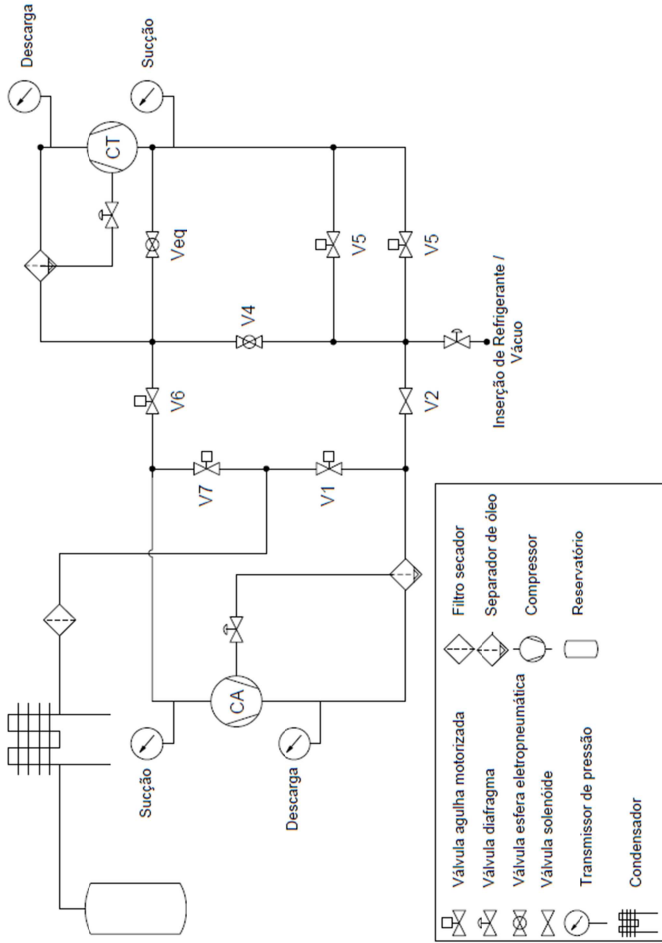 Descarga
Sucção
CT
Veq
V5
V5
V4
V6
V2
Inserção de Refrigerante /
Vácuo
V7
V1
CA
Sucção
Descarga
Válvula agulha motorizada
Válvula diafragma
Válvula esfera eletropneumática
Válvula solenóide
Transmissor de pressão
Condensador
Filtro secador
Separador de óleo
Compressor
Reservatório